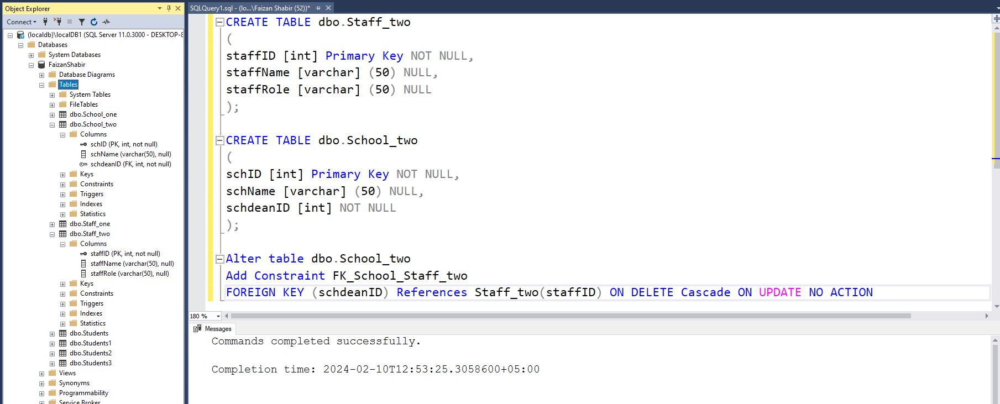 Object Explorer
Connect
(localdb)\localDB1 (SQL Server 11.0.3000 - DESKTOP-8
Databases
System Databases
FaizanShabir
Database Diagrams
Tables
System Tables
FileTables
dbo.School_one
dbo.School_two
Columns
schID (PK, int, not null)
schName (varchar(50), null)
schdeanID (FK, int, not null)
Keys
Constraints
Triggers
Indexes
Statistics
dbo.Staff_one
dbo.Staff_two
Columns
staffID (PK, int, not null)
staffName (varchar(50), null)
staffRole (varchar(50), null)
Keys
Constraints
Triggers
Indexes
Statistics
dbo.Students
dbo.Students1
dbo.Students2
dbo.Students3
Views
Synonyms
Programmability
Service Broker
SQLQuery1.sql - (lo...\Faizan Shabir (52))*
CREATE TABLE dbo.Staff_two
(
staffID [int] Primary Key NOT NULL,
staffName [varchar] (50) NULL,
staffRole [varchar] (50) NULL
);
CREATE TABLE dbo.School_two
(
schID [int] Primary Key NOT NULL,
schName [varchar] (50) NULL,
schdeanID [int] NOT NULL
);
Alter table dbo.School_two
Add Constraint FK_School_Staff_two
FOREIGN KEY (schdeanID) References Staff_two(staffID) ON DELETE Cascade ON UPDATE NO ACTION
180 %
Messages
Commands completed successfully.
Completion time: 2024-02-10T12:53:25.3058600+05:00